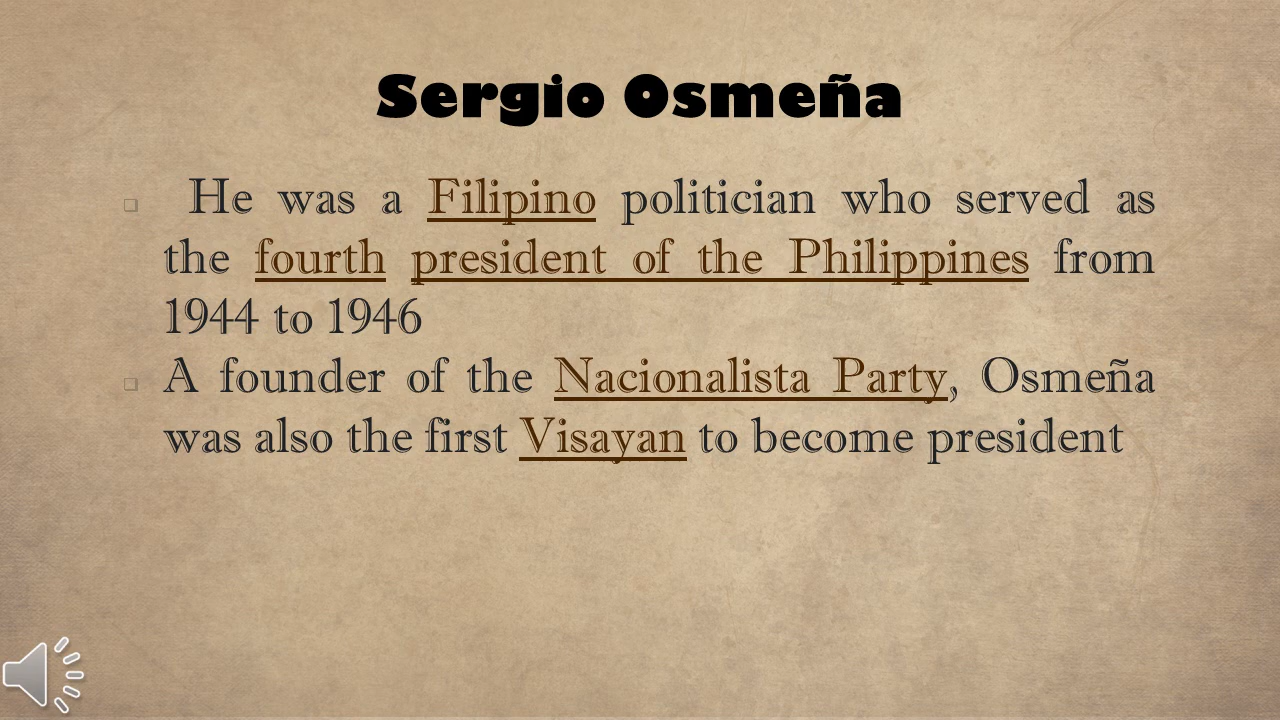 Sergio Osmeña
He was a Filipino politician who served as
the fourth president of the Philippines from
1944 to 1946
A founder of the Nacionalista Party, Osmeña
was also the first Visayan to become president